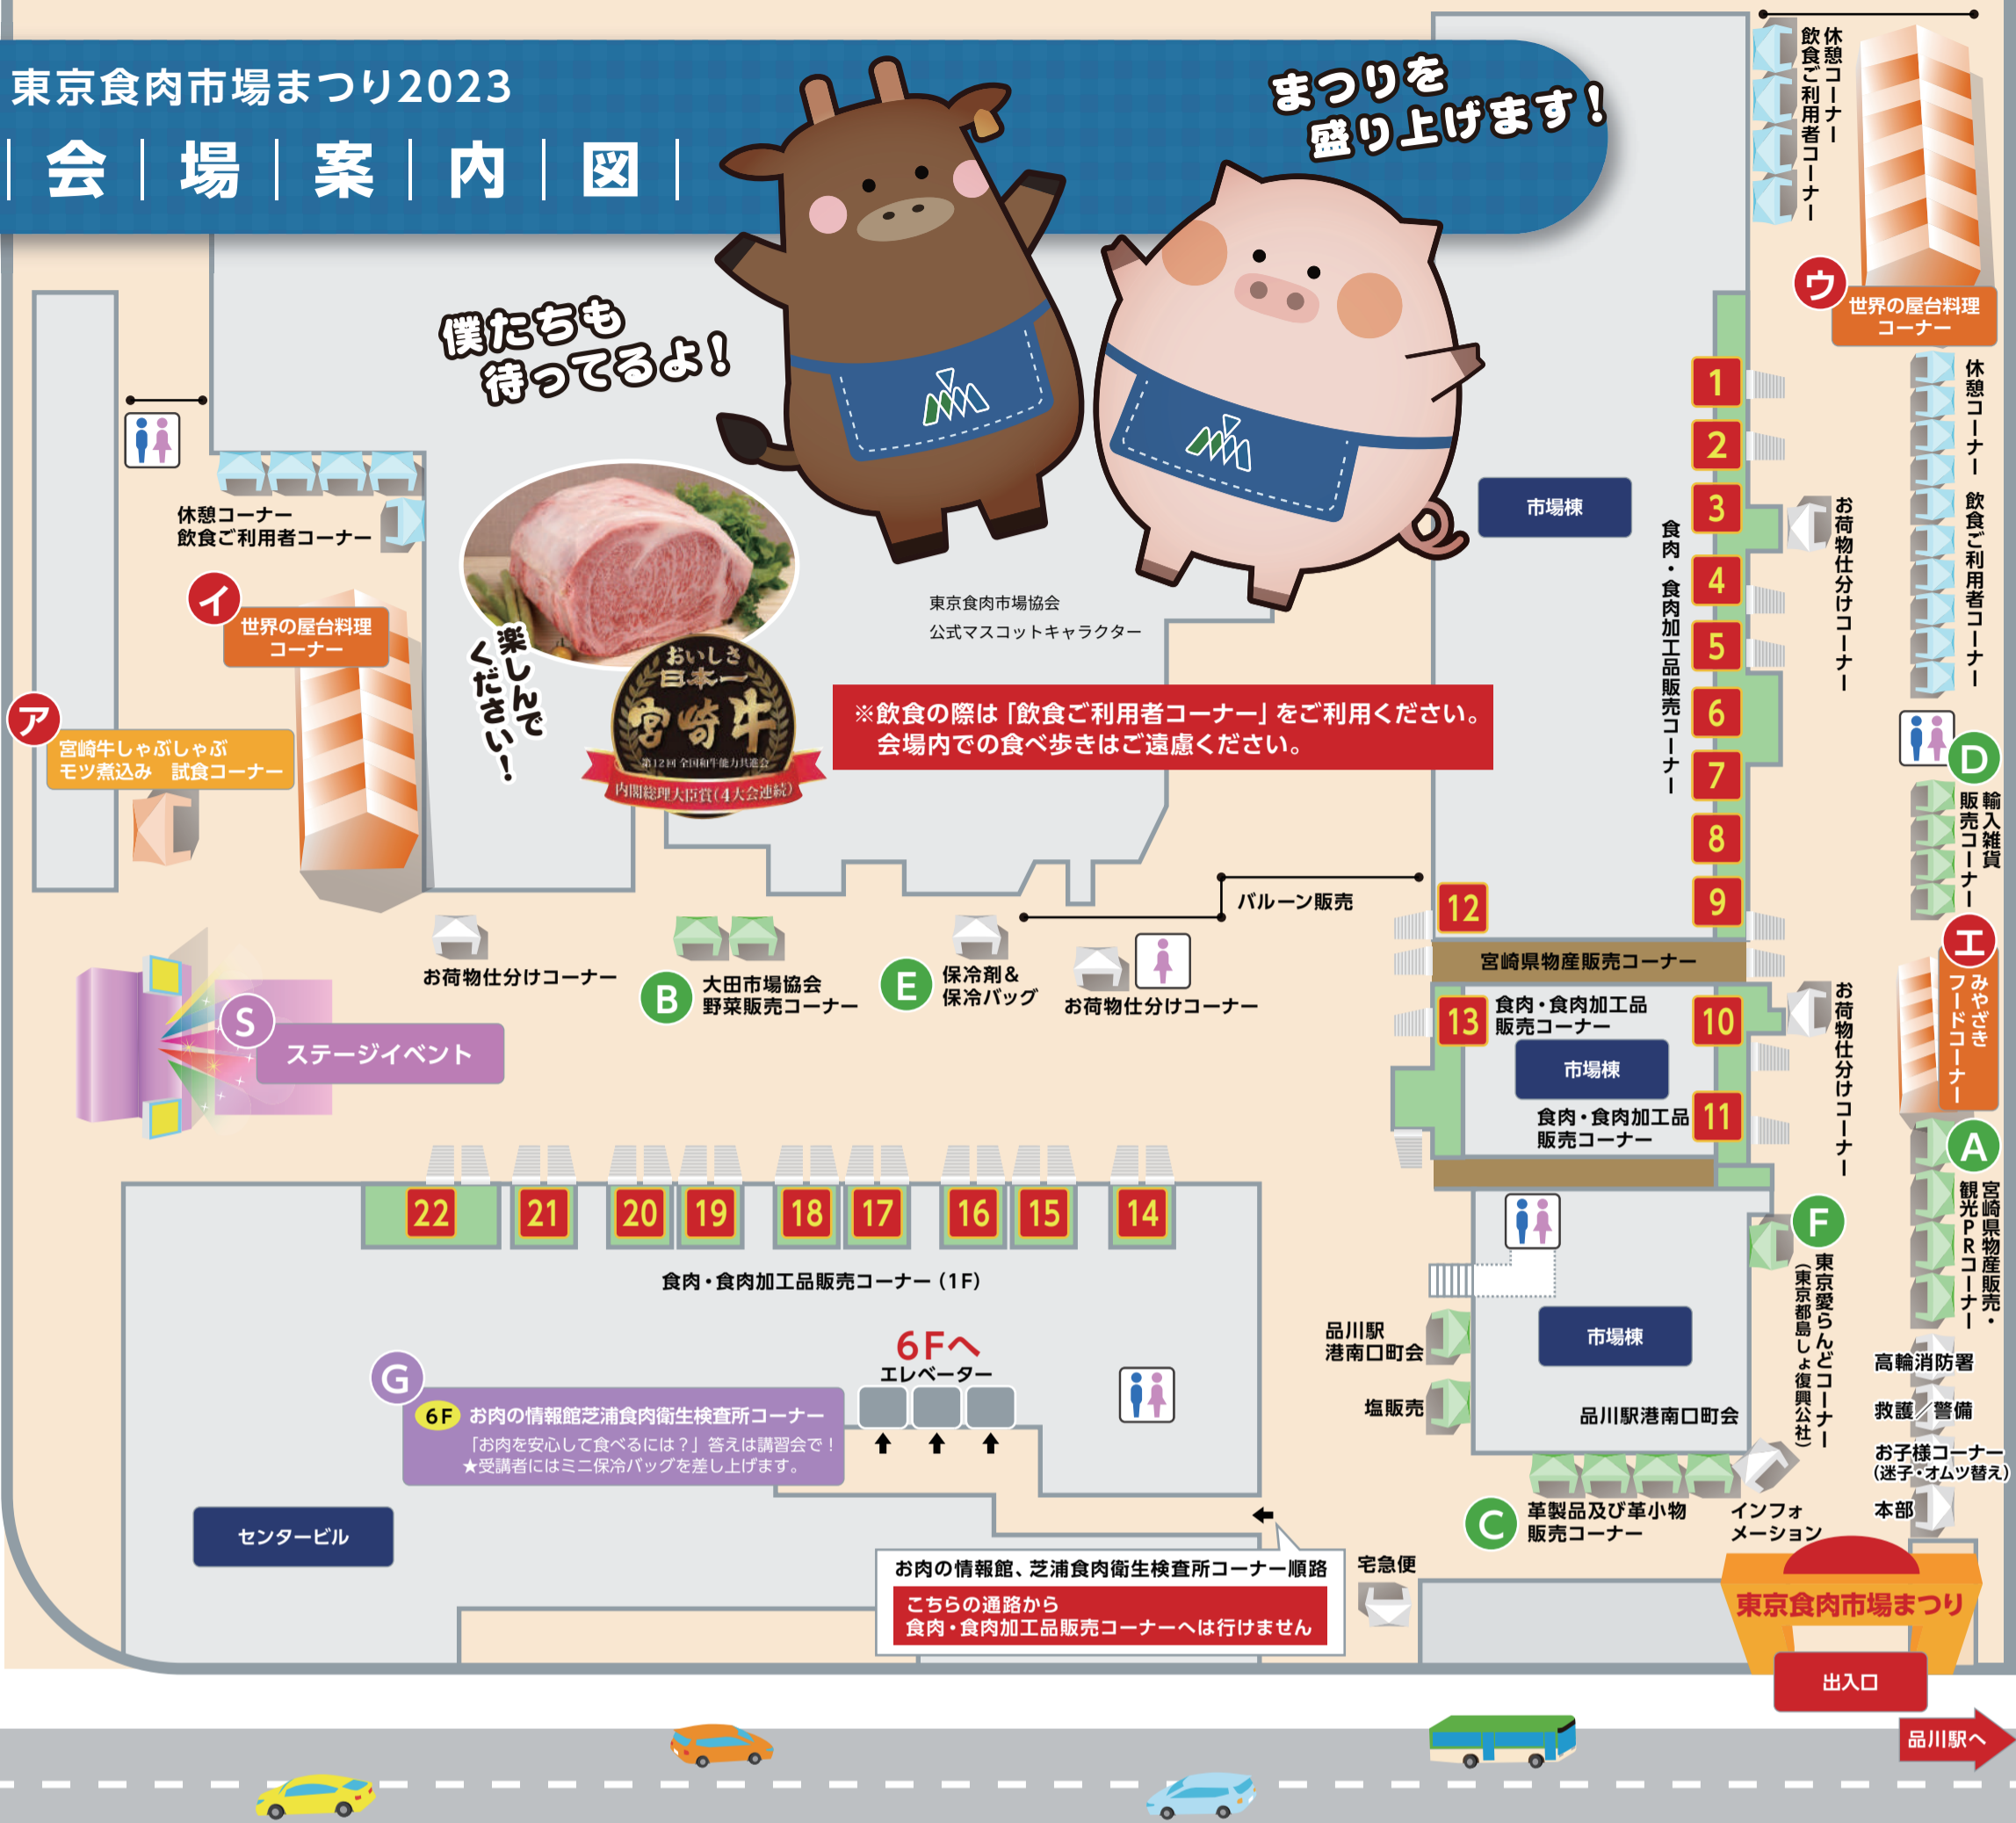 東京食肉市場まつり2023
会場案内図
まつりを
盛り上げます！
僕たちも
待ってるよ！
楽しんで
ください！
おいしさ
日本一
宮崎牛
第12回 全国和牛能力共進会
内閣総理大臣賞（4大会連続）
東京食肉市場協会
公式マスコットキャラクター
※飲食の際は「飲食ご利用者コーナー」をご利用ください。
会場内での食べ歩きはご遠慮ください。
休憩コーナー
飲食ご利用者コーナー
ウ
世界の屋台料理
コーナー
休憩コーナー　飲食ご利用者コーナー
休憩コーナー
飲食ご利用者コーナー
イ
世界の屋台料理
コーナー
ア
宮崎牛しゃぶしゃぶ
モツ煮込み　試食コーナー
市場棟
食肉・食肉加工品販売コーナー
1
2
3
4
5
6
7
8
9
お荷物仕分けコーナー
D
輸入雑貨
販売コーナー
エ
みやざき
フードコーナー
A
宮崎県物産販売・
観光PRコーナー
バルーン販売
12
宮崎県物産販売コーナー
13
食肉・食肉加工品
販売コーナー
10
市場棟
食肉・食肉加工品
販売コーナー
11
お荷物仕分けコーナー
お荷物仕分けコーナー
B
大田市場協会
野菜販売コーナー
E
保冷剤＆
保冷バッグ
お荷物仕分けコーナー
S
ステージイベント
22
21
20
19
18
17
16
15
14
食肉・食肉加工品販売コーナー（1F）
6Fへ
エレベーター
G
6F お肉の情報館芝浦食肉衛生検査所コーナー
「お肉を安心して食べるには？」答えは講習会で！
★受講者にはミニ保冷バッグを差し上げます。
センタービル
お肉の情報館、芝浦食肉衛生検査所コーナー順路
こちらの通路から
食肉・食肉加工品販売コーナーへは行けません
品川駅
港南口町会
塩販売
市場棟
品川駅港南口町会
F
東京愛らんどコーナー
（東京都島しょ復興公社）
高輪消防署
救護／警備
お子様コーナー
（迷子・オムツ替え）
本部
C
革製品及び革小物
販売コーナー
インフォ
メーション
宅急便
東京食肉市場まつり
出入口
品川駅へ